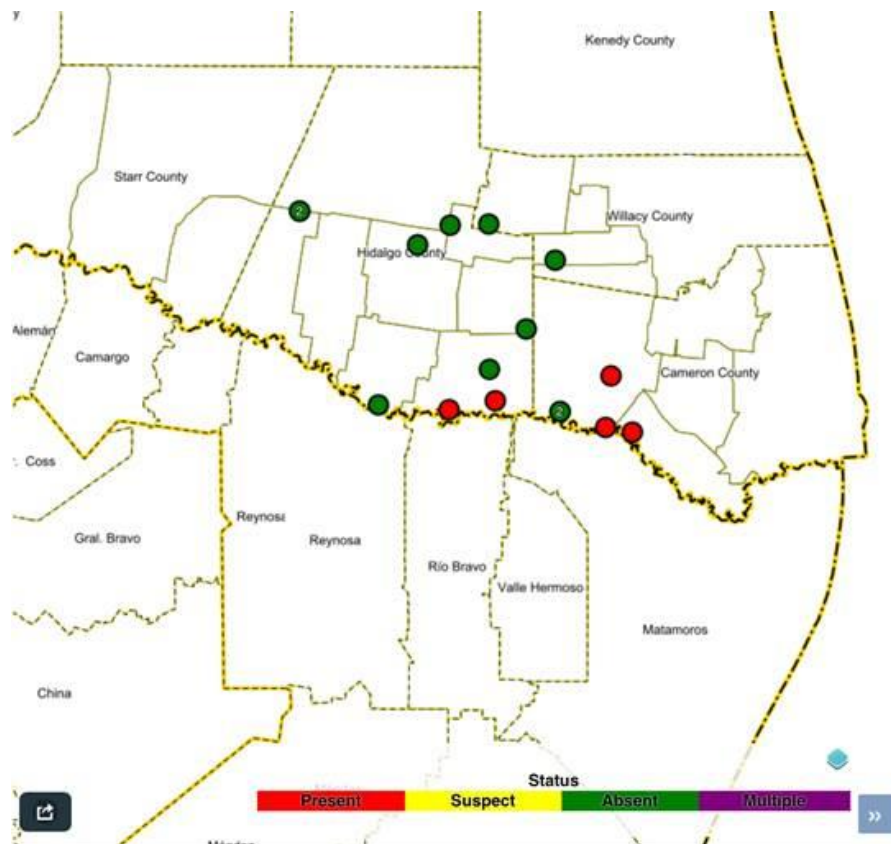 Kenedy County
Starr County
2
Willacy County
Hidalgo County
Alemán
Camargo
Cameron County
2
. Coss
Reynosa
Gral. Bravo
Reynosa
Río Bravo
Valle Hermoso
Matamoros
China
Status
Present
Suspect
Absent
Multiple
»